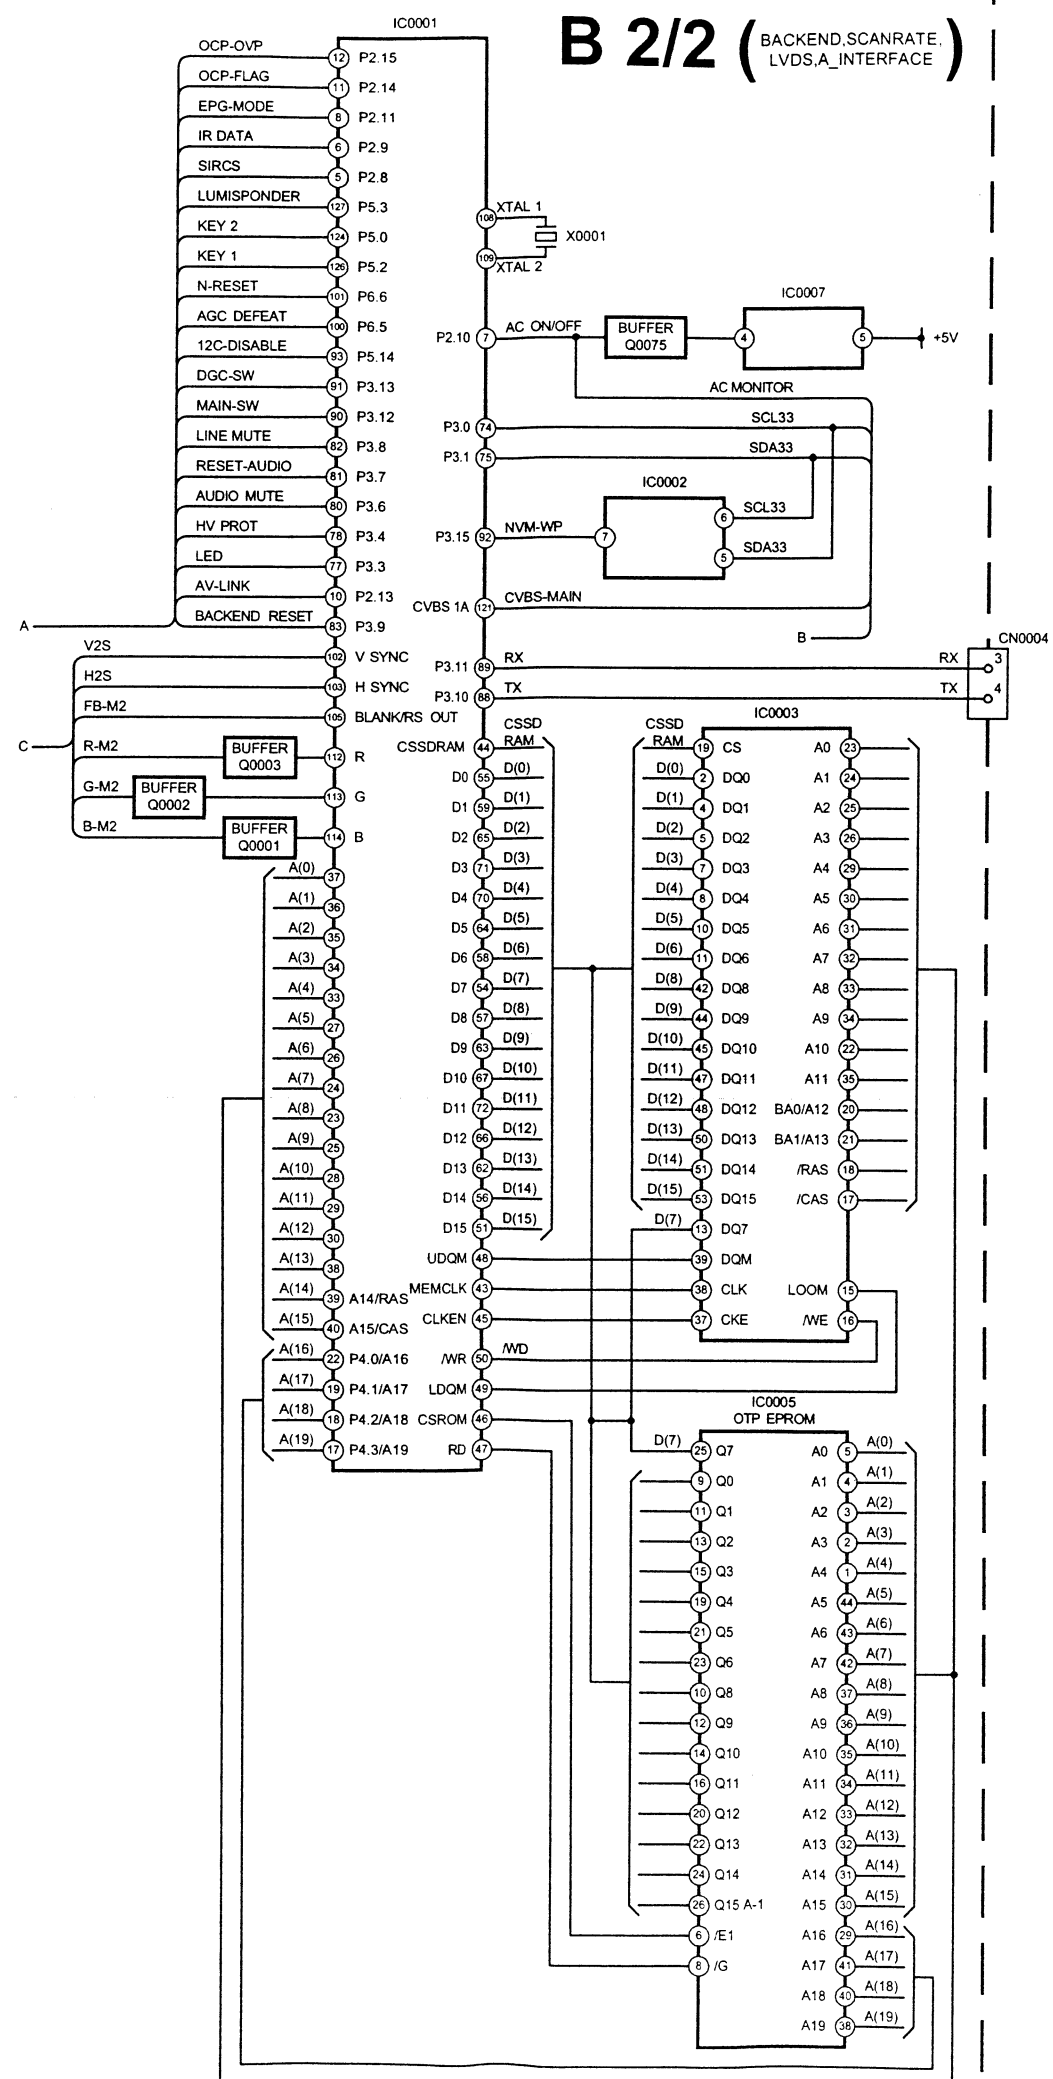 IC0001
B 2/2 (BACKEND,SCANRATE,
LVDS,A_INTERFACE)
OCP-OVP 12 P2.15
OCP-FLAG 11 P2.14
EPG-MODE 8 P2.11
IR DATA 6 P2.9
SIRCS 5 P2.8
LUMISPONDER 127 P5.3
KEY 2 124 P5.0
KEY 1 126 P5.2
N-RESET 101 P6.6
AGC DEFEAT 100 P6.5
12C-DISABLE 93 P5.14
DGC-SW 91 P3.13
MAIN-SW 90 P3.12
LINE MUTE 82 P3.8
RESET-AUDIO 81 P3.7
AUDIO MUTE 80 P3.6
HV PROT 78 P3.4
LED 77 P3.3
AV-LINK 10 P2.13
BACKEND RESET 83 P3.9
A
V2S 102 V SYNC
H2S 103 H SYNC
FB-M2 105 BLANK/RS OUT
C
R-M2 BUFFER Q0003 112 R
G-M2 BUFFER Q0002 113 G
B-M2 BUFFER Q0001 114 B
A(0) 37
A(1) 36
A(2) 35
A(3) 34
A(4) 33
A(5) 27
A(6) 26
A(7) 24
A(8) 23
A(9) 25
A(10) 28
A(11) 29
A(12) 30
A(13) 38
A(14) 39 A14/RAS
A(15) 40 A15/CAS
A(16) 22 P4.0/A16
A(17) 19 P4.1/A17
A(18) 18 P4.2/A18
A(19) 17 P4.3/A19
108 XTAL 1
X0001
109 XTAL 2
P2.10 7 AC ON/OFF BUFFER Q0075
IC0007
4 5 +5V
AC MONITOR
P3.0 74 SCL33
P3.1 75 SDA33
IC0002
P3.15 92 NVM-WP 7
6 SCL33
5 SDA33
CVBS 1A 121 CVBS-MAIN
B
CN0004
P3.11 89 RX RX 3
P3.10 88 TX TX 4
CSSDRAM 44 CSSD
RAM
D0 55 D(0)
D1 59 D(1)
D2 65 D(2)
D3 71 D(3)
D4 70 D(4)
D5 64 D(5)
D6 58 D(6)
D7 54 D(7)
D8 57 D(8)
D9 63 D(9)
D10 67 D(10)
D11 72 D(11)
D12 66 D(12)
D13 62 D(13)
D14 56 D(14)
D15 51 D(15)
UDQM 48
MEMCLK 43
CLKEN 45
/WR 50 /WD
LDQM 49
CSROM 46
RD 47
IC0003
CSSD
RAM 19 CS A0 23
D(0) 2 DQ0 A1 24
D(1) 4 DQ1 A2 25
D(2) 5 DQ2 A3 26
D(3) 7 DQ3 A4 29
D(4) 8 DQ4 A5 30
D(5) 10 DQ5 A6 31
D(6) 11 DQ6 A7 32
D(8) 42 DQ8 A8 33
D(9) 44 DQ9 A9 34
D(10) 45 DQ10 A10 22
D(11) 47 DQ11 A11 35
D(12) 48 DQ12 BA0/A12 20
D(13) 50 DQ13 BA1/A13 21
D(14) 51 DQ14 /RAS 18
D(15) 53 DQ15 /CAS 17
D(7) 13 DQ7
39 DQM
38 CLK LOOM 15
37 CKE /WE 16
IC0005
OTP EPROM
D(7) 25 Q7 A0 5 A(0)
9 Q0 A1 4 A(1)
11 Q1 A2 3 A(2)
13 Q2 A3 2 A(3)
15 Q3 A4 1 A(4)
19 Q4 A5 44 A(5)
21 Q5 A6 43 A(6)
23 Q6 A7 42 A(7)
10 Q8 A8 37 A(8)
12 Q9 A9 36 A(9)
14 Q10 A10 35 A(10)
16 Q11 A11 34 A(11)
20 Q12 A12 33 A(12)
22 Q13 A13 32 A(13)
24 Q14 A14 31 A(14)
26 Q15 A-1 A15 30 A(15)
6 /E1 A16 29 A(16)
8 /G A17 41 A(17)
A18 40 A(18)
A19 38 A(19)